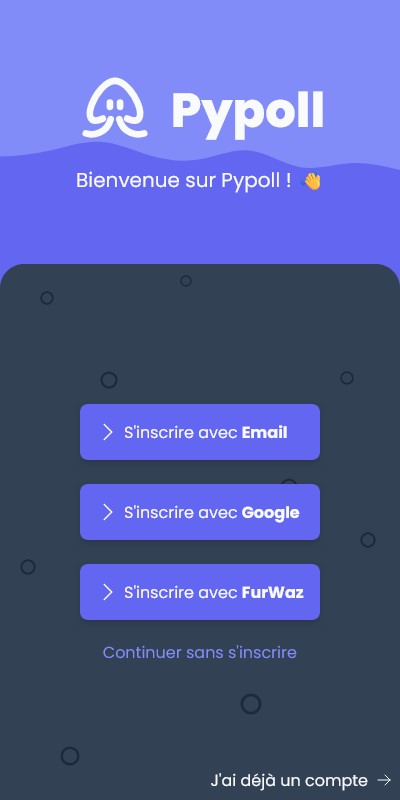 Pypoll
Bienvenue sur Pypoll ! 👋
S'inscrire avec Email
S'inscrire avec Google
S'inscrire avec FurWaz
Continuer sans s'inscrire
J'ai déjà un compte →